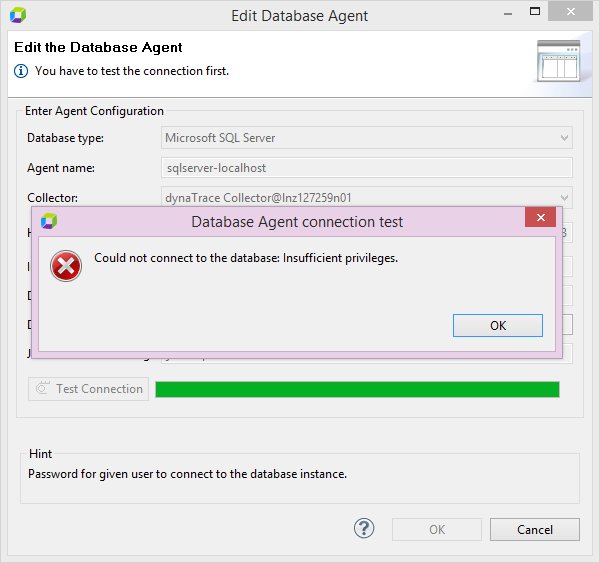 Edit Database Agent
Edit the Database Agent
You have to test the connection first.
Enter Agent Configuration
Database type: Microsoft SQL Server
Agent name: sqlserver-localhost
Collector: dynaTrace Collector@lnz127259n01
Database Agent connection test
Could not connect to the database: Insufficient privileges.
OK
Test Connection
Hint
Password for given user to connect to the database instance.
? OK Cancel